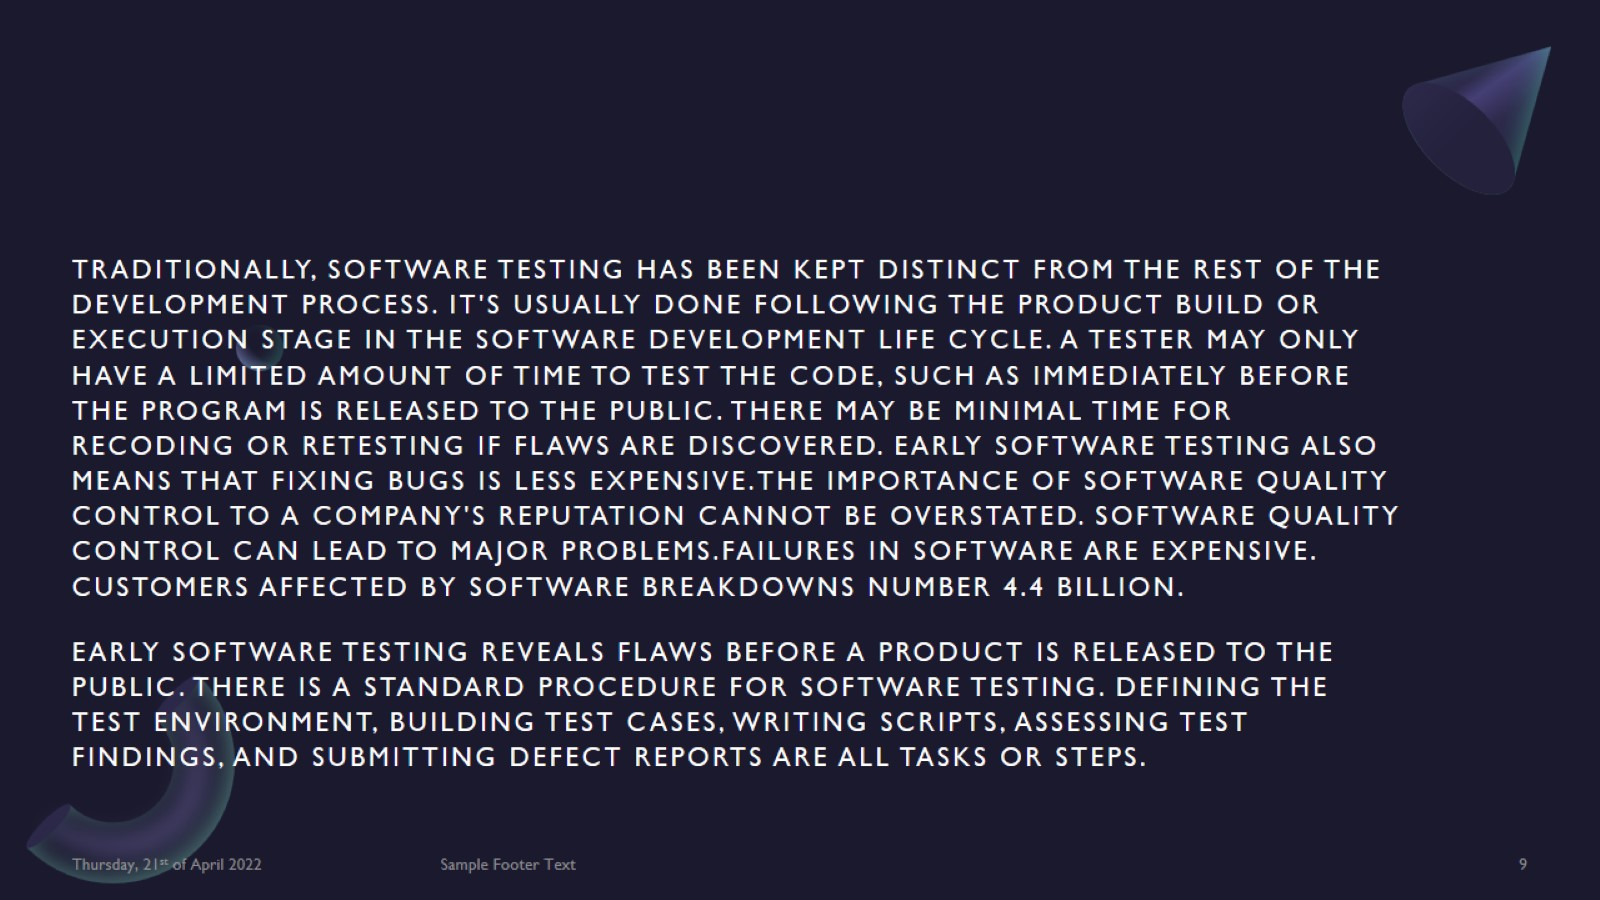 TRADITIONALLY, SOFTWARE TESTING HAS BEEN KEPT DISTINCT FROM THE REST OF THE
DEVELOPMENT PROCESS. IT'S USUALLY DONE FOLLOWING THE PRODUCT BUILD OR
EXECUTION STAGE IN THE SOFTWARE DEVELOPMENT LIFE CYCLE. A TESTER MAY ONLY
HAVE A LIMITED AMOUNT OF TIME TO TEST THE CODE, SUCH AS IMMEDIATELY BEFORE
THE PROGRAM IS RELEASED TO THE PUBLIC. THERE MAY BE MINIMAL TIME FOR
RECODING OR RETESTING IF FLAWS ARE DISCOVERED. EARLY SOFTWARE TESTING ALSO
MEANS THAT FIXING BUGS IS LESS EXPENSIVE.THE IMPORTANCE OF SOFTWARE QUALITY
CONTROL TO A COMPANY'S REPUTATION CANNOT BE OVERSTATED. SOFTWARE QUALITY
CONTROL CAN LEAD TO MAJOR PROBLEMS.FAILURES IN SOFTWARE ARE EXPENSIVE.
CUSTOMERS AFFECTED BY SOFTWARE BREAKDOWNS NUMBER 4.4 BILLION.
EARLY SOFTWARE TESTING REVEALS FLAWS BEFORE A PRODUCT IS RELEASED TO THE
PUBLIC. THERE IS A STANDARD PROCEDURE FOR SOFTWARE TESTING. DEFINING THE
TEST ENVIRONMENT, BUILDING TEST CASES, WRITING SCRIPTS, ASSESSING TEST
FINDINGS, AND SUBMITTING DEFECT REPORTS ARE ALL TASKS OR STEPS.
Thursday, 21st of April 2022 Sample Footer Text 9